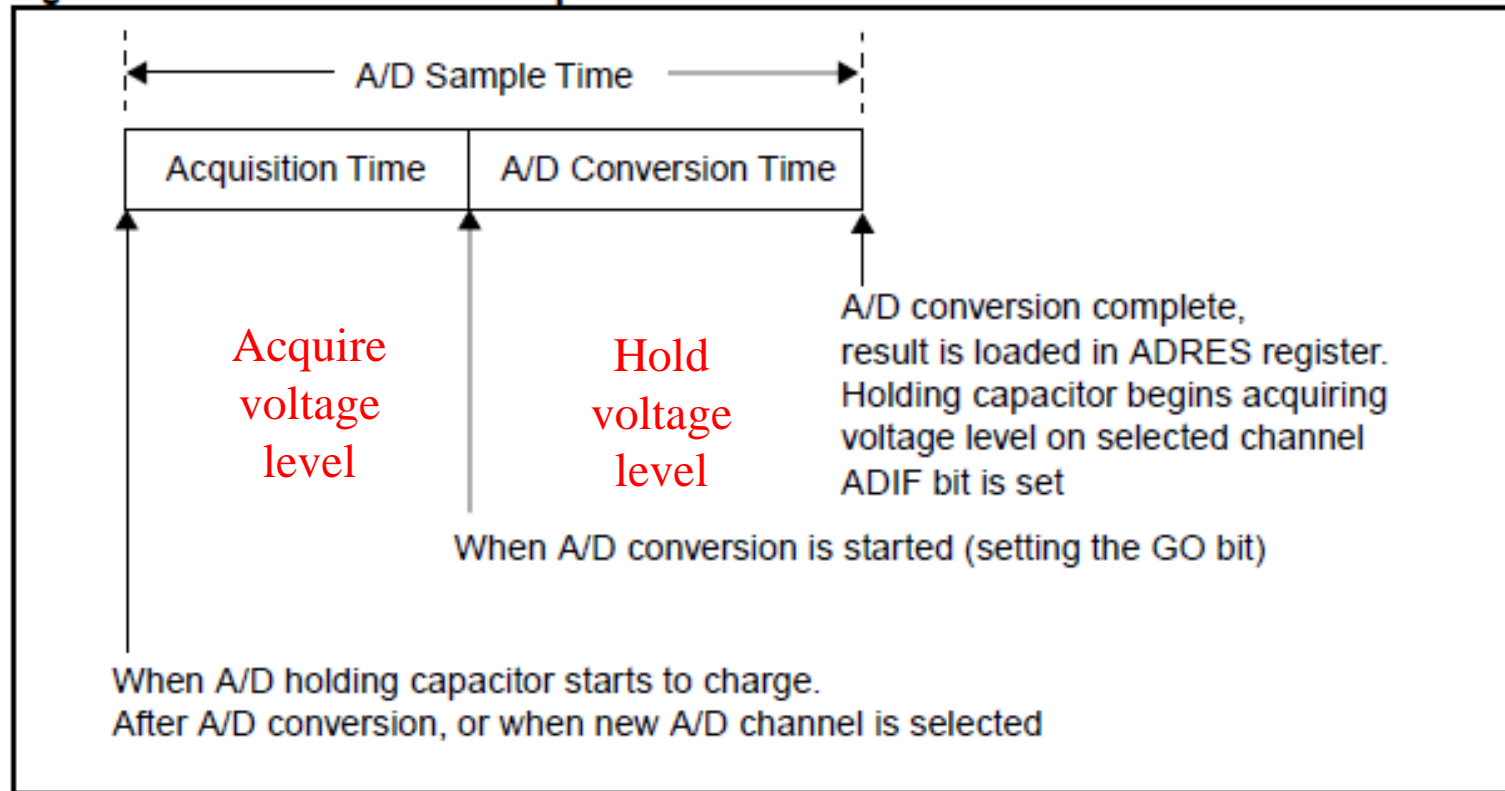 A/D Sample Time
Acquisition Time
A/D Conversion Time
Acquire
voltage
level
Hold
voltage
level
A/D conversion complete,
result is loaded in ADRES register.
Holding capacitor begins acquiring
voltage level on selected channel
ADIF bit is set
When A/D conversion is started (setting the GO bit)
When A/D holding capacitor starts to charge.
After A/D conversion, or when new A/D channel is selected